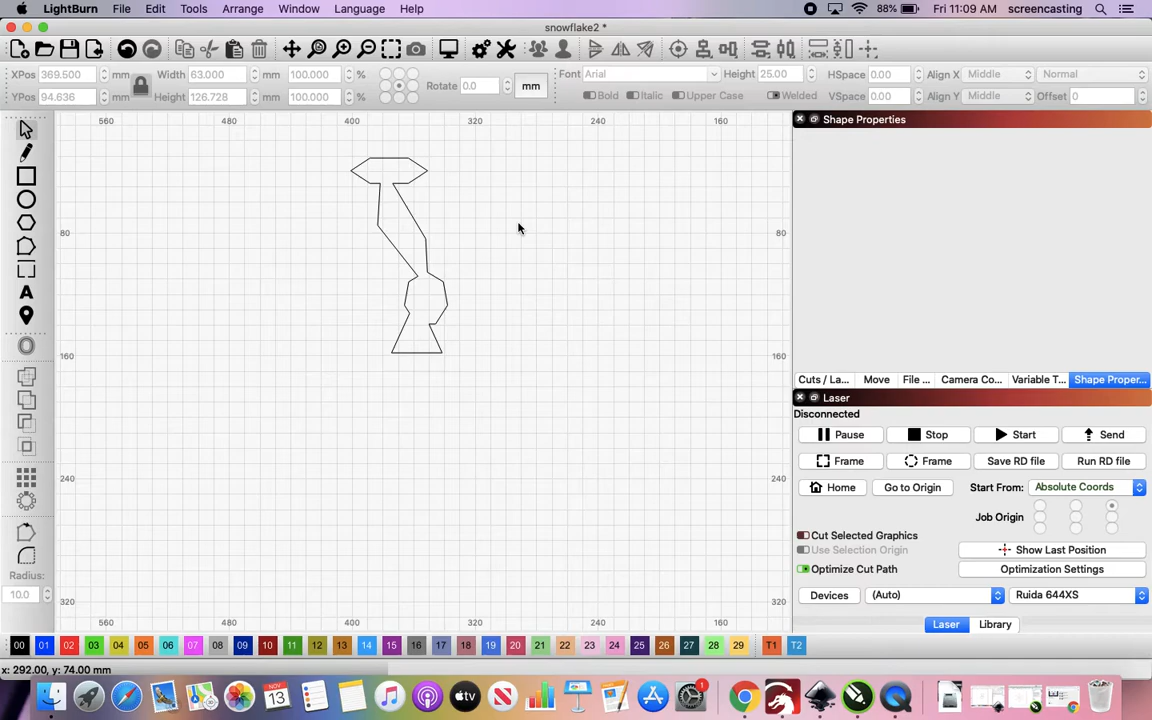 LightBurn File Edit Tools Arrange Window Language Help 88% Fri 11:09 AM screencasting
snowflake2 *
XPos 369.500 mm Width 63.000 mm 100.000 % Rotate 0.0 mm Font Arial Height 25.00 HSpace 0.00 Align X Middle Normal
YPos 94.636 mm Height 126.728 mm 100.000 % Bold Italic Upper Case Welded VSpace 0.00 Align Y Middle Offset 0
560 480 400 320 240 160
Shape Properties
80 80
160 160
240 240
320 320
A
Radius:
10.0
Cuts / La... Move File ... Camera Co... Variable T... Shape Proper...
Laser
Disconnected
Pause Stop Start Send
Frame Frame Save RD file Run RD file
Home Go to Origin Start From: Absolute Coords
Job Origin
Cut Selected Graphics
Use Selection Origin Show Last Position
Optimize Cut Path Optimization Settings
Devices (Auto) Ruida 644XS
Laser Library
00 01 02 03 04 05 06 07 08 09 10 11 12 13 14 15 16 17 18 19 20 21 22 23 24 25 26 27 28 29 T1 T2
x: 292.00, y: 74.00 mm
NOV
13
tv
1